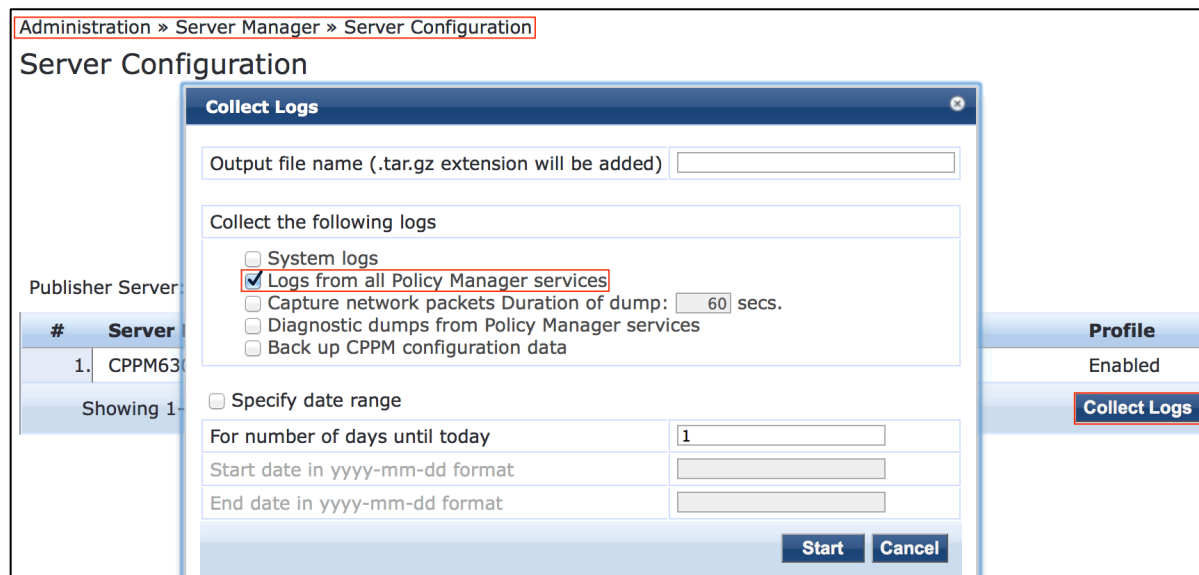 Administration » Server Manager » Server Configuration
Server Configuration
Collect Logs
Output file name (.tar.gz extension will be added)
Collect the following logs
System logs
Logs from all Policy Manager services
Capture network packets Duration of dump: 60 secs.
Diagnostic dumps from Policy Manager services
Back up CPPM configuration data
Publisher Server:
# Server Profile
1. CPPM630 Enabled
Showing 1- Collect Logs
Specify date range
For number of days until today 1
Start date in yyyy-mm-dd format
End date in yyyy-mm-dd format
Start Cancel